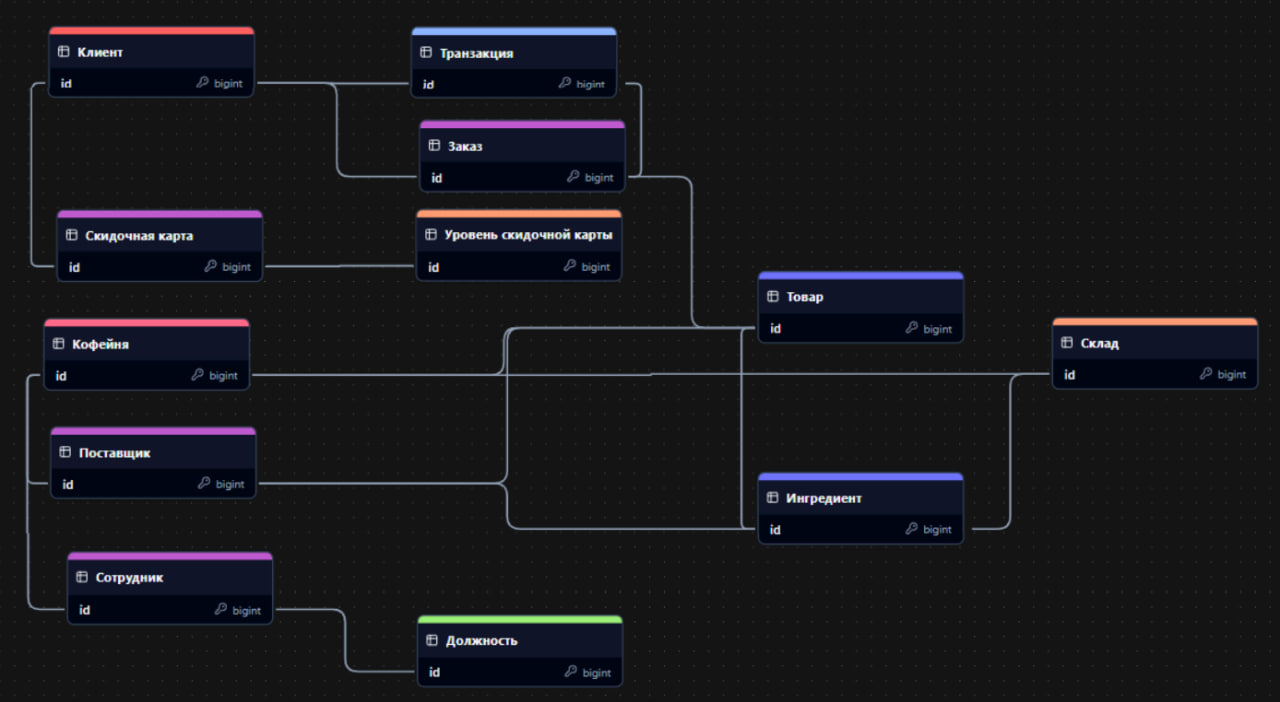 Клиент
id bigint
Транзакция
id bigint
Заказ
id bigint
Скидочная карта
id bigint
Уровень скидочной карты
id bigint
Товар
id bigint
Кофейня
id bigint
Склад
id bigint
Поставщик
id bigint
Ингредиент
id bigint
Сотрудник
id bigint
Должность
id bigint